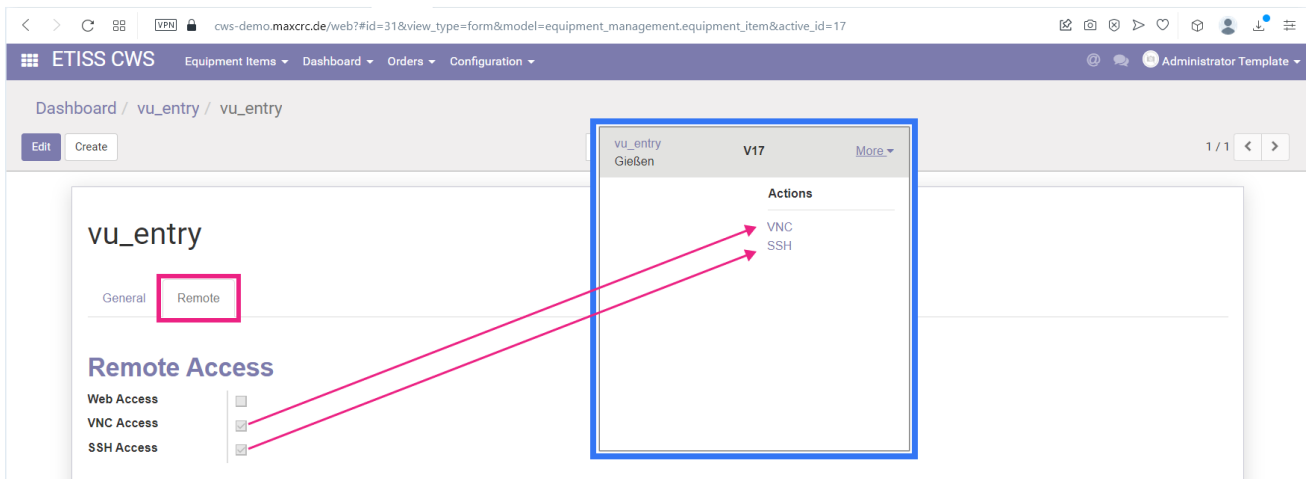 VPN cws-demo.maxcrc.de/web?#id=31&view_type=form&model=equipment_management.equipment_item&active_id=17
ETISS CWS Equipment Items Dashboard Orders Configuration @ Administrator Template
Dashboard / vu_entry / vu_entry
Edit Create 1 / 1
vu_entry V17 More
Gießen
Actions
VNC
SSH
vu_entry
General Remote
Remote Access
Web Access
VNC Access
SSH Access